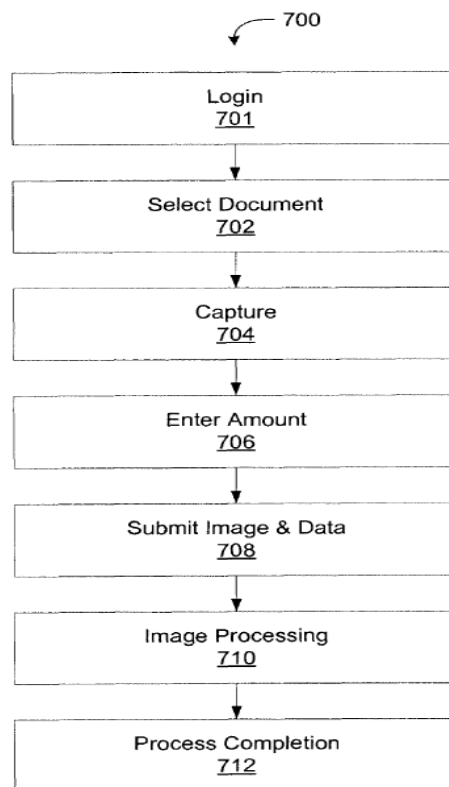 700
Login
701
Select Document
702
Capture
704
Enter Amount
706
Submit Image & Data
708
Image Processing
710
Process Completion
712